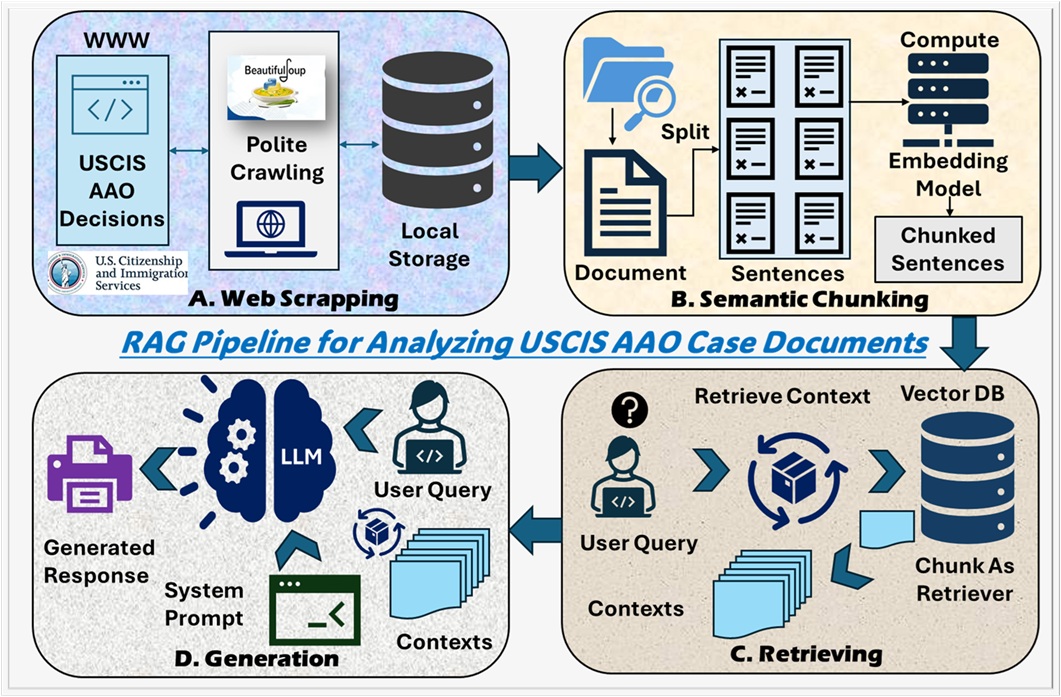 WWW
USCIS
AAO
Decisions
U.S. Citizenship
and Immigration
Services
BeautifulSoup
Polite
Crawling
Local
Storage
A. Web Scrapping
Split
Document
Sentences
Compute
Embedding
Model
Chunked
Sentences
B. Semantic Chunking
RAG Pipeline for Analyzing USCIS AAO Case Documents
LLM
User Query
Generated
Response
System
Prompt
Contexts
D. Generation
?
User Query
Retrieve Context
Vector DB
Chunk As
Retriever
Contexts
C. Retrieving